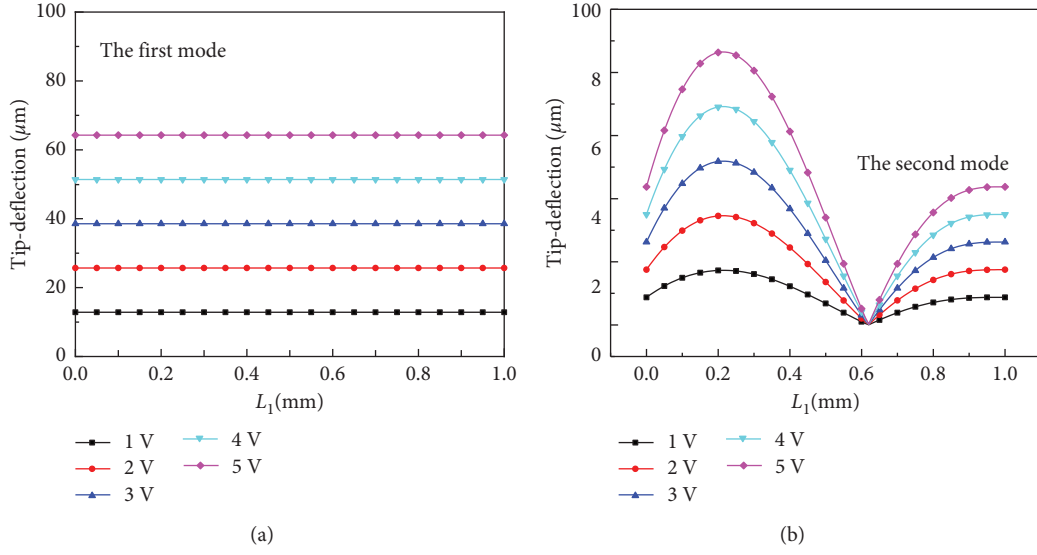 100
80
60
40
20
0
Tip-deflection (μm)
The first mode
0.0 0.2 0.4 0.6 0.8 1.0
L1(mm)
1 V
2 V
3 V
4 V
5 V
(a)
10
8
6
4
2
0
Tip-deflection (μm)
The second mode
0.0 0.2 0.4 0.6 0.8 1.0
L1(mm)
1 V
2 V
3 V
4 V
5 V
(b)